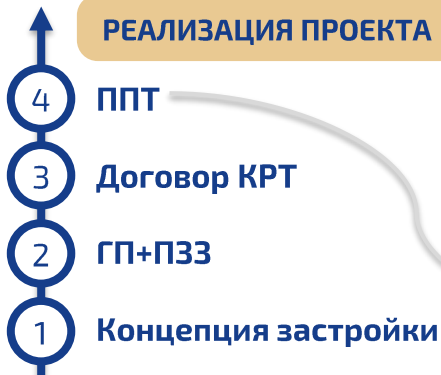 РЕАЛИЗАЦИЯ ПРОЕКТА
4 ППТ
3 Договор КРТ
2 ГП+ПЗЗ
1 Концепция застройки